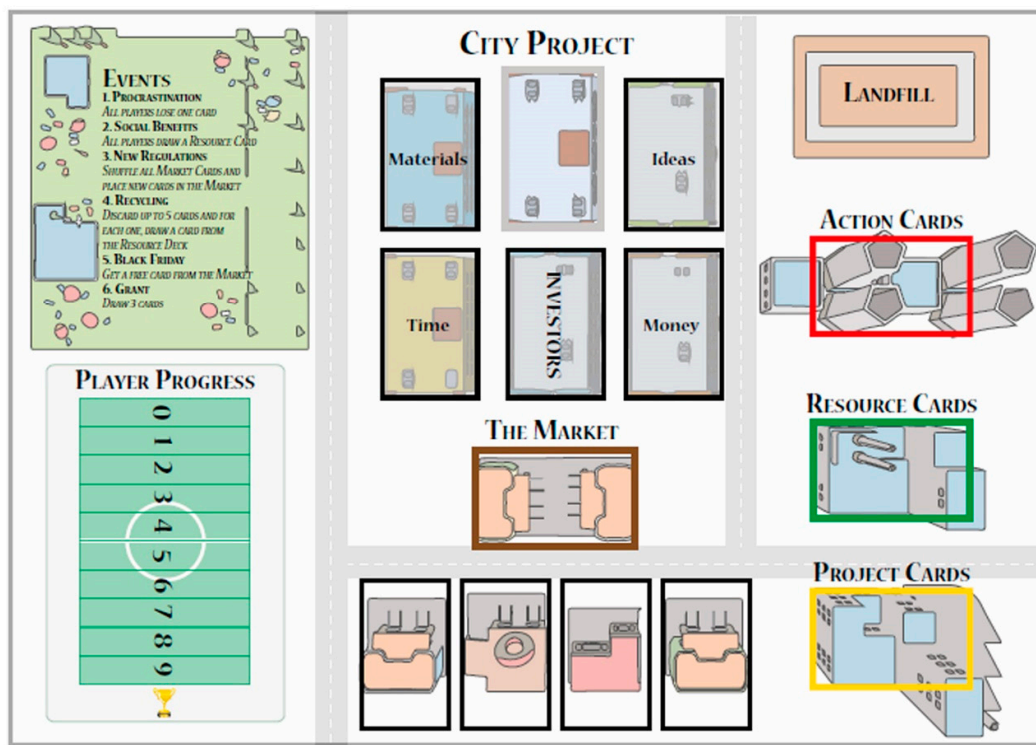 EVENTS
1. PROCRASTINATION
ALL PLAYERS LOSE ONE CARD
2. SOCIAL BENEFITS
ALL PLAYERS DRAW A RESOURCE CARD
3. NEW REGULATIONS
SHUFFLE ALL MARKET CARDS AND
PLACE NEW CARDS IN THE MARKET
4. RECYCLING
DISCARD UP TO 5 CARDS AND FOR
EACH ONE, DRAW A CARD FROM
THE RESOURCE DECK
5. BLACK FRIDAY
GET A FREE CARD FROM THE MARKET
6. GRANT
DRAW 3 CARDS
PLAYER PROGRESS
0
1
2
3
4
5
6
7
8
9
CITY PROJECT
Materials
Ideas
Time
INVESTORS
Money
THE MARKET
LANDFILL
ACTION CARDS
RESOURCE CARDS
PROJECT CARDS